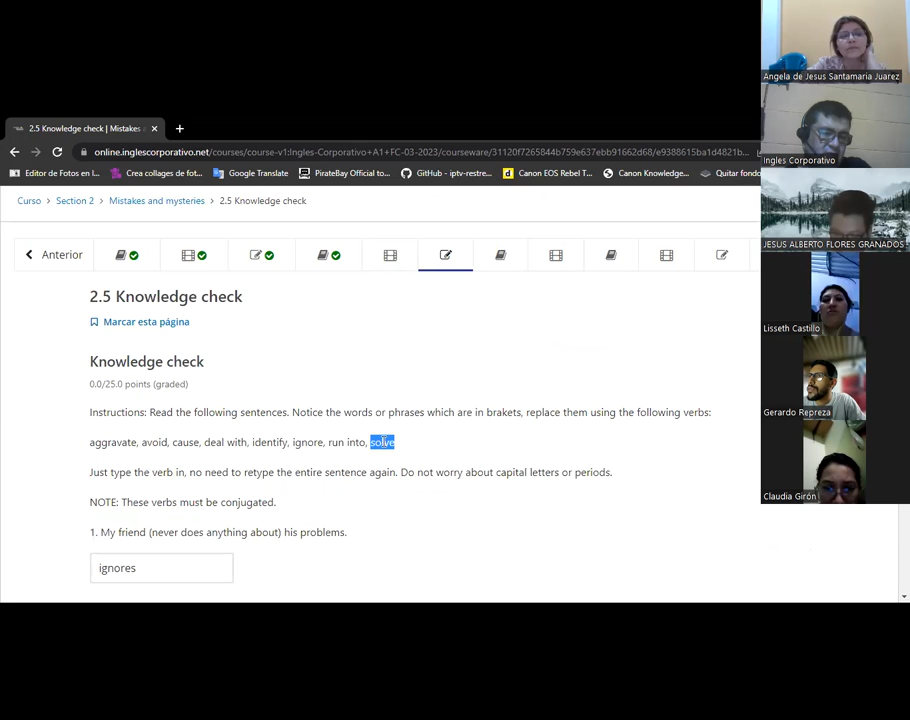 Angela de Jesus Santamaria Juarez
Ingles Corporativo
JESUS ALBERTO FLORES GRANADOS
Lisseth Castillo
Gerardo Repreza
Claudia Girón
2.5 Knowledge check | Mistakes a
online.inglescorporativo.net/courses/course-v1:Ingles-Corporativo+A1+FC-03-2023/courseware/31120f7265844b759e637ebb91662d68/e9388615ba1d4821b...
Editor de Fotos en l...
Crea collages de fot...
Google Translate
PirateBay Official to...
GitHub - iptv-restre...
Canon EOS Rebel T...
Canon Knowledge...
Quitar fondo
Curso > Section 2 > Mistakes and mysteries > 2.5 Knowledge check
Anterior
2.5 Knowledge check
Marcar esta página
Knowledge check
0.0/25.0 points (graded)
Instructions: Read the following sentences. Notice the words or phrases which are in brakets, replace them using the following verbs:
aggravate, avoid, cause, deal with, identify, ignore, run into, solve
Just type the verb in, no need to retype the entire sentence again. Do not worry about capital letters or periods.
NOTE: These verbs must be conjugated.
1. My friend (never does anything about) his problems.
ignores